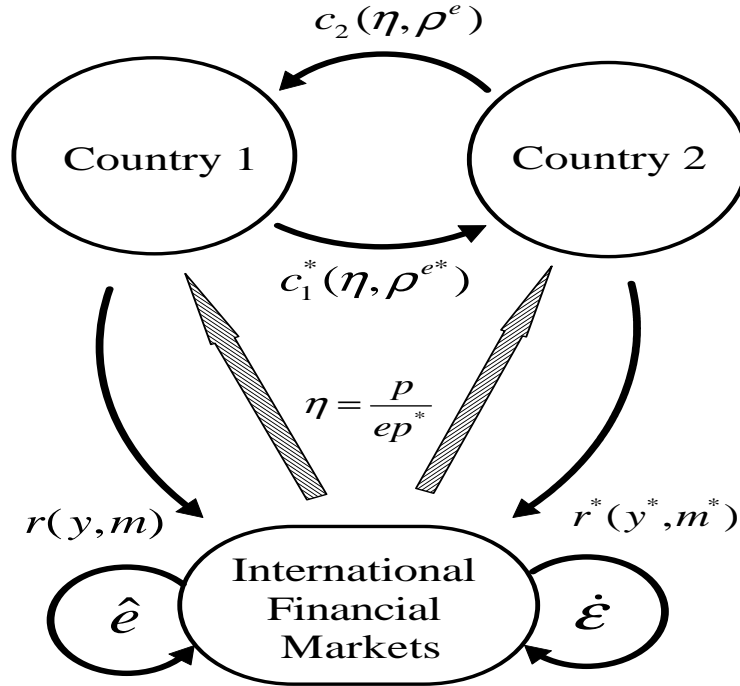 c₂(η, ρᵉ)
Country 1
Country 2
c₁*(η, ρᵉ*)
η = p / ep*
r(y, m)
r*(y*, m*)
International
Financial
Markets
ê
ε̇